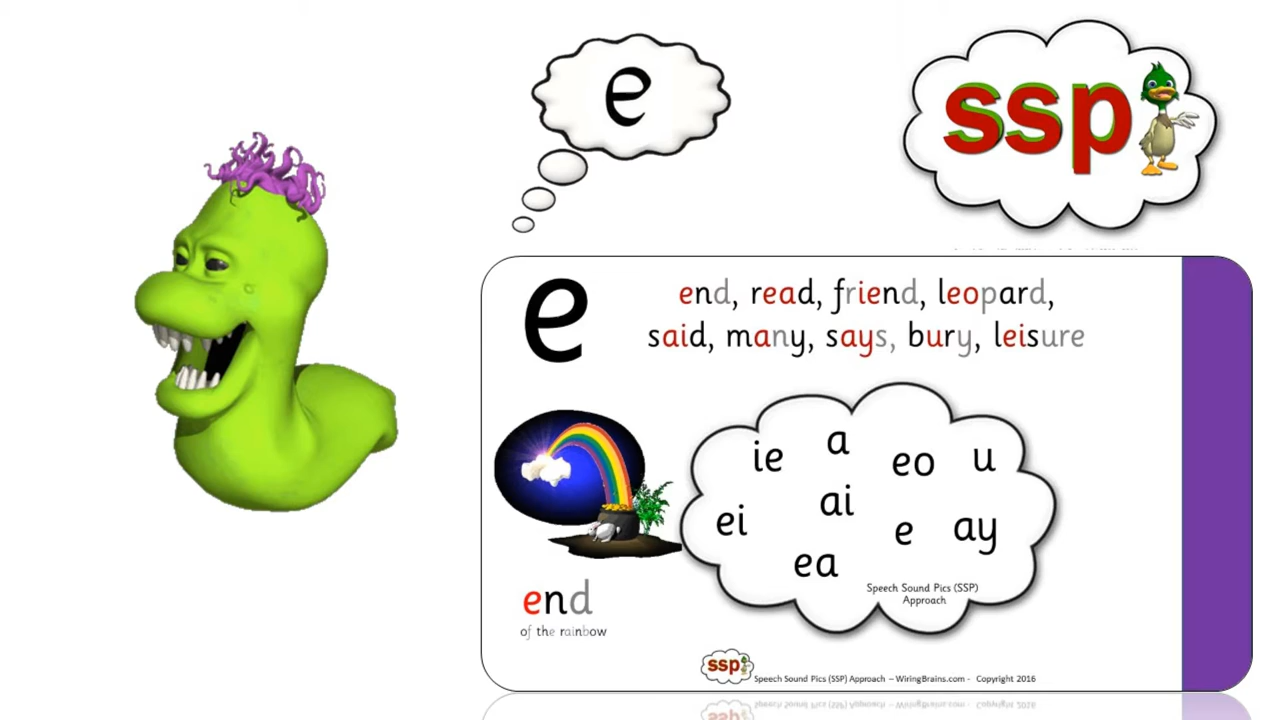 e
ssp
e
end, read, friend, leopard,
said, many, says, bury, leisure
ie a eo u
ei ai e ay
ea
Speech Sound Pics (SSP)
Approach
end
of the rainbow
ssp Speech Sound Pics (SSP) Approach – WiringBrains.com - Copyright 2016